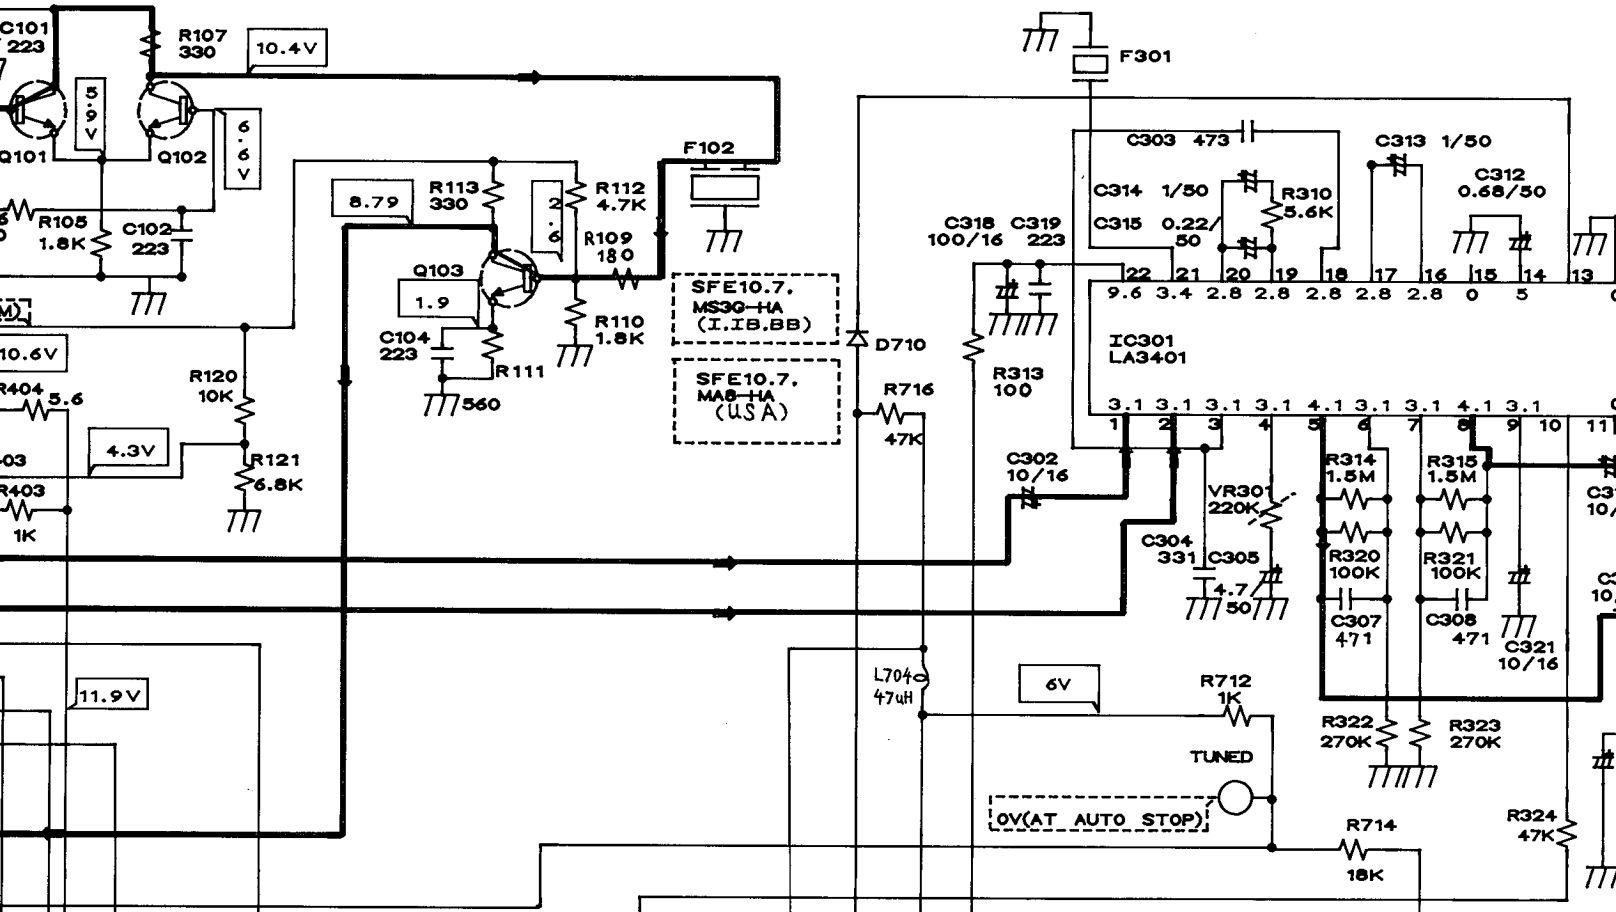 C101
223
R107
330
10.4V
5.9V
6.6V
Q101
Q102
R105
1.8K
C102
223
M)
10.6V
R404
5.6
R403
1K
4.3V
R120
10K
R121
6.8K
11.9V
8.79
R113
330
2.6
R112
4.7K
R109
180
F102
Q103
1.9
C104
223
R111
560
R110
1.8K
SFE10.7.
MS3G-HA
(I.IB.BB)
SFE10.7.
MA8-HA
(USA)
F301
C303 473
C313 1/50
C314 1/50
C315 0.22/
50
R310
5.6K
C312
0.68/50
C318
100/16
C319
223
22 21 20 19 18 17 16 15 14 13
9.6 3.4 2.8 2.8 2.8 2.8 2.8 0 5
IC301
LA3401
3.1 3.1 3.1 3.1 4.1 3.1 3.1 4.1 3.1
1 2 3 4 5 6 7 8 9 10 11
D710
R716
47K
R313
100
C302
10/16
VR301
220K
C304
331
C305
4.7/
50
R314
1.5M
R315
1.5M
R320
100K
R321
100K
C307
471
C308
471
C321
10/16
L704
47uH
6V
R712
1K
TUNED
0V(AT AUTO STOP)
R322
270K
R323
270K
R714
18K
R324
47K